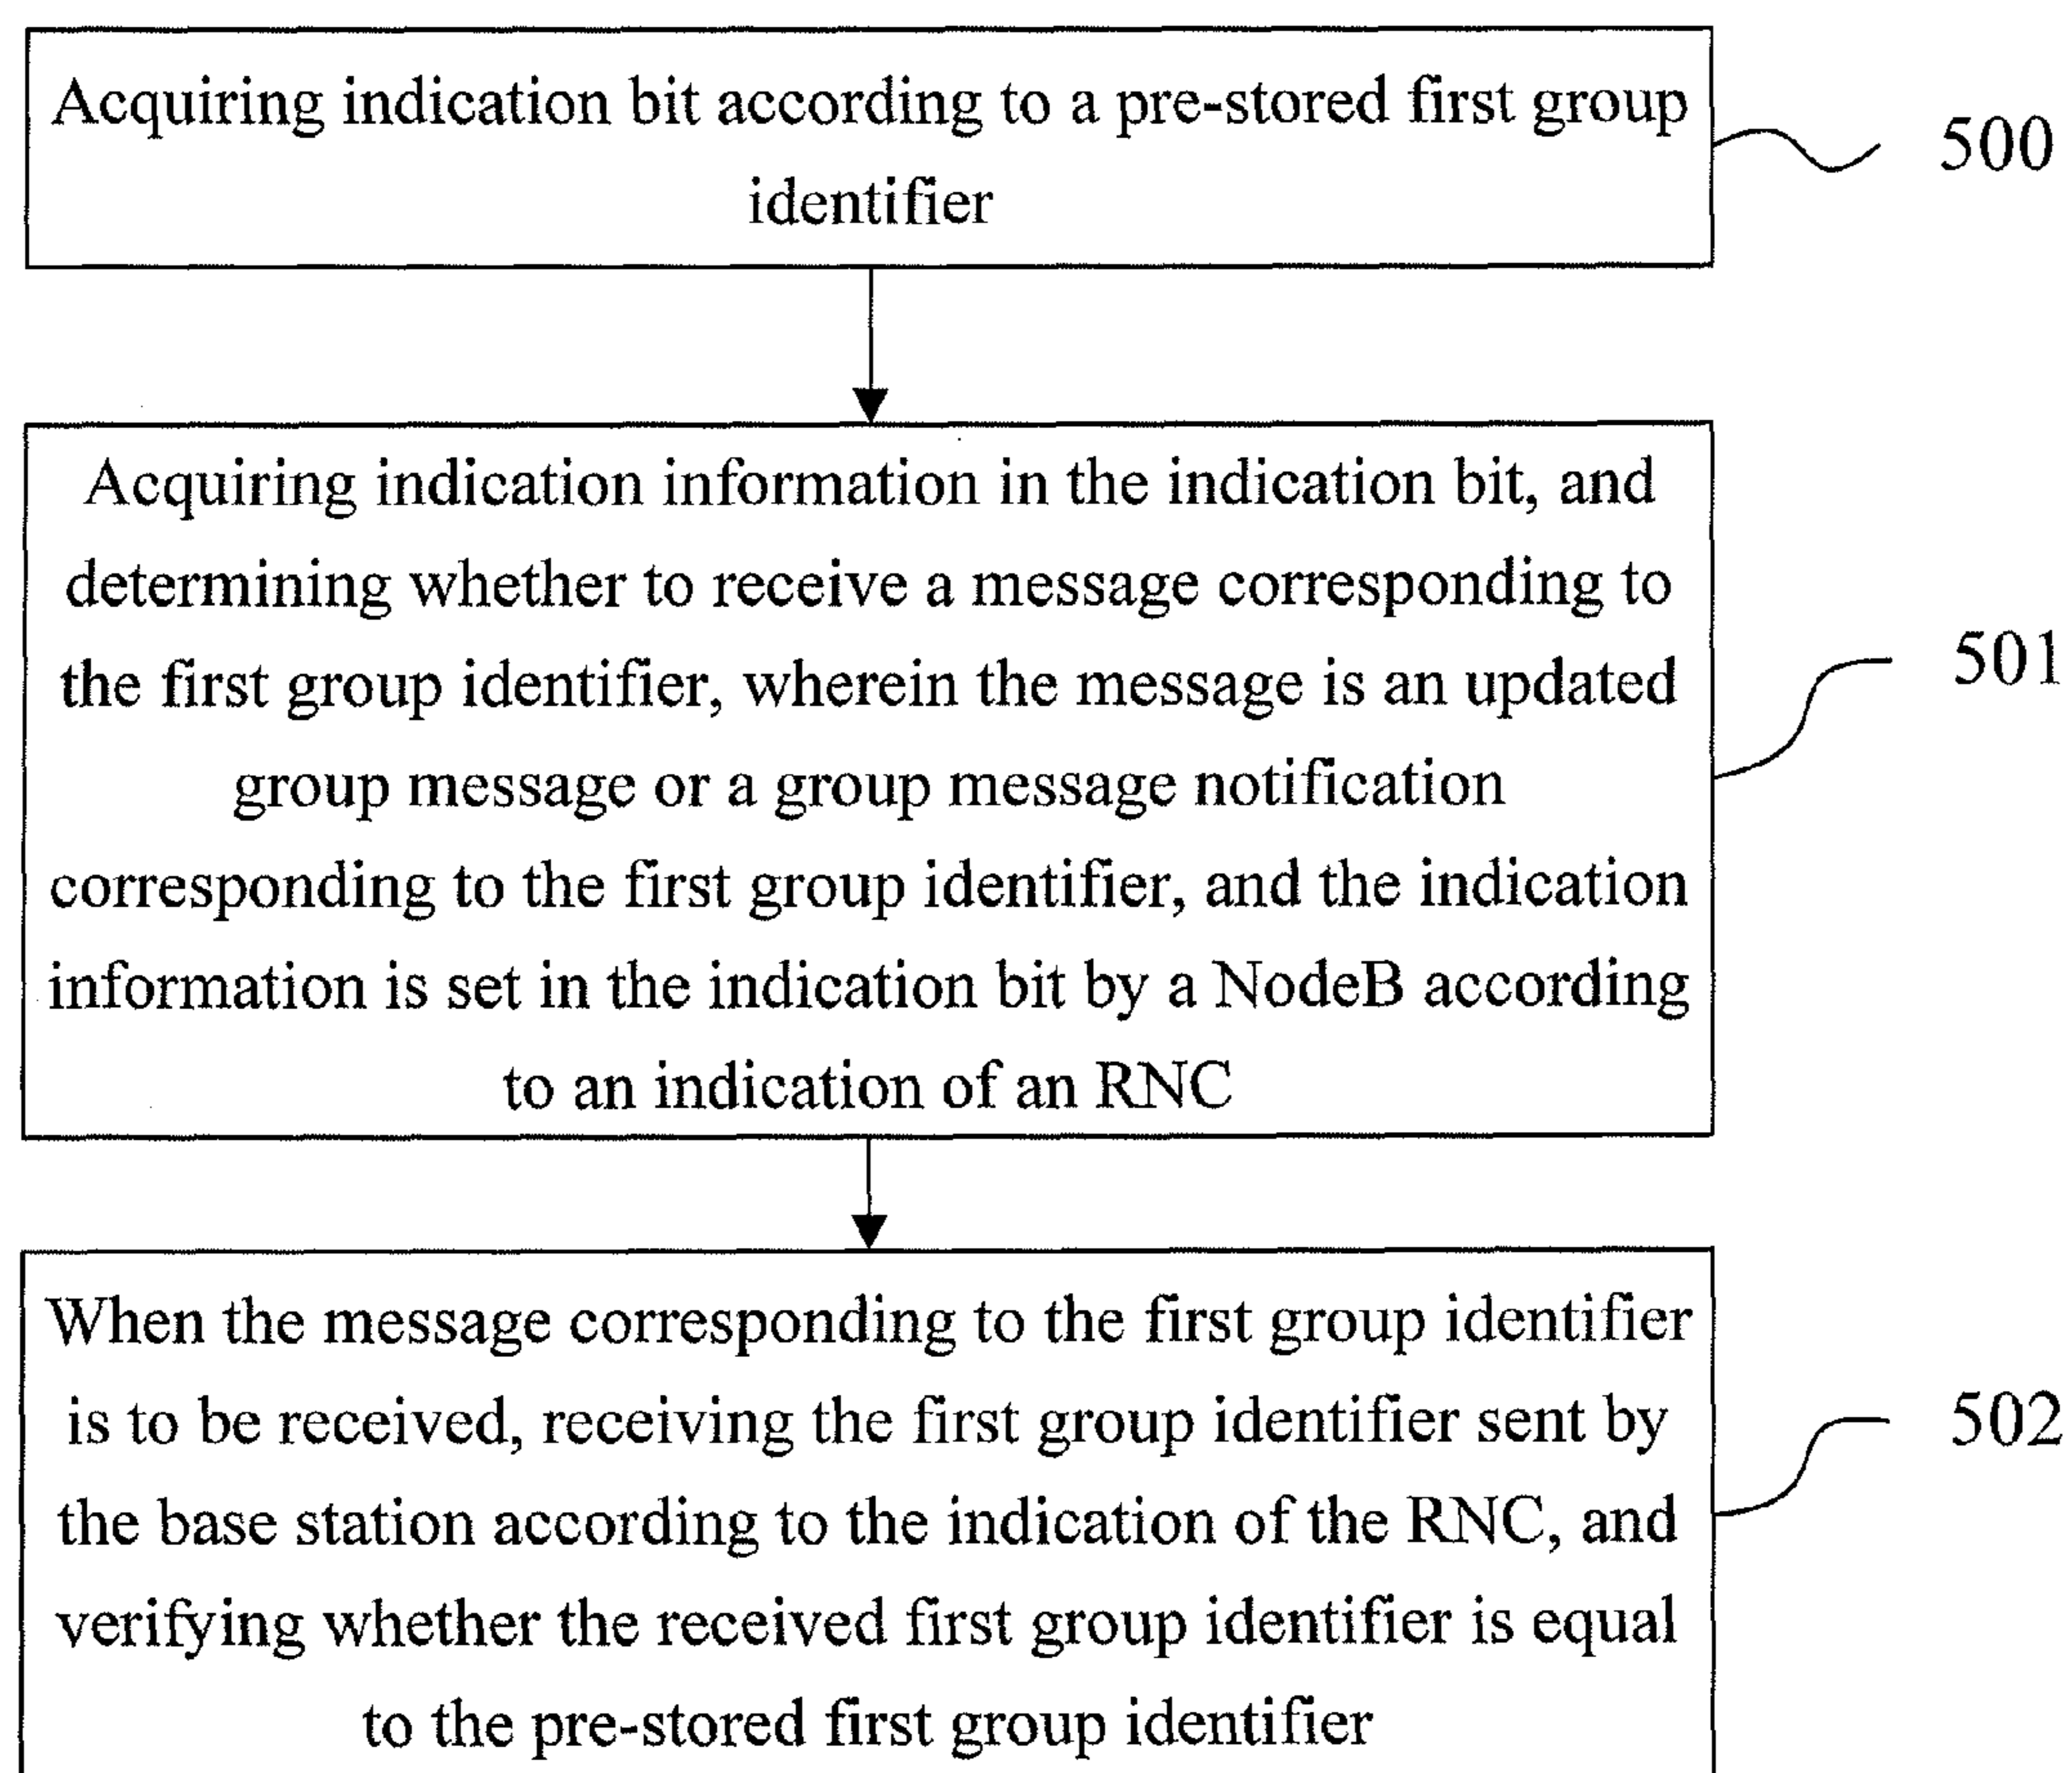 Acquiring indication bit according to a pre-stored first group
identifier
500
Acquiring indication information in the indication bit, and
determining whether to receive a message corresponding to
the first group identifier, wherein the message is an updated
group message or a group message notification
corresponding to the first group identifier, and the indication
information is set in the indication bit by a NodeB according
to an indication of an RNC
501
When the message corresponding to the first group identifier
is to be received, receiving the first group identifier sent by
the base station according to the indication of the RNC, and
verifying whether the received first group identifier is equal
to the pre-stored first group identifier
502